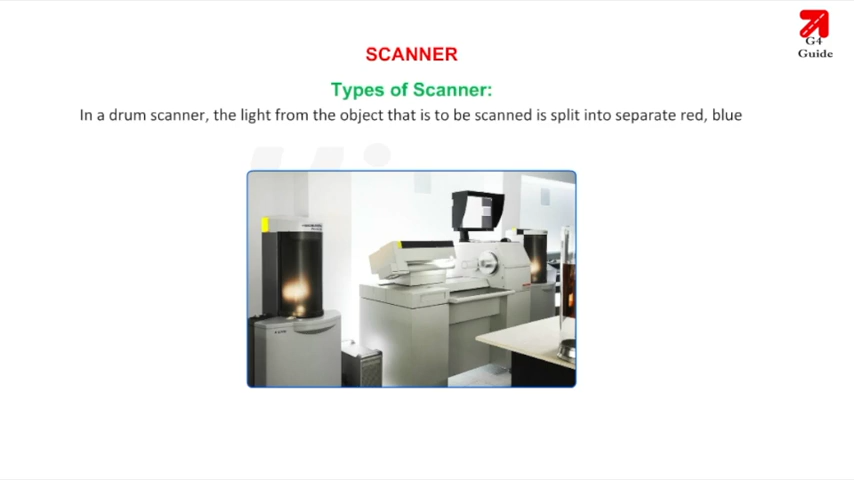 G4
Guide
SCANNER
Types of Scanner:
In a drum scanner, the light from the object that is to be scanned is split into separate red, blue